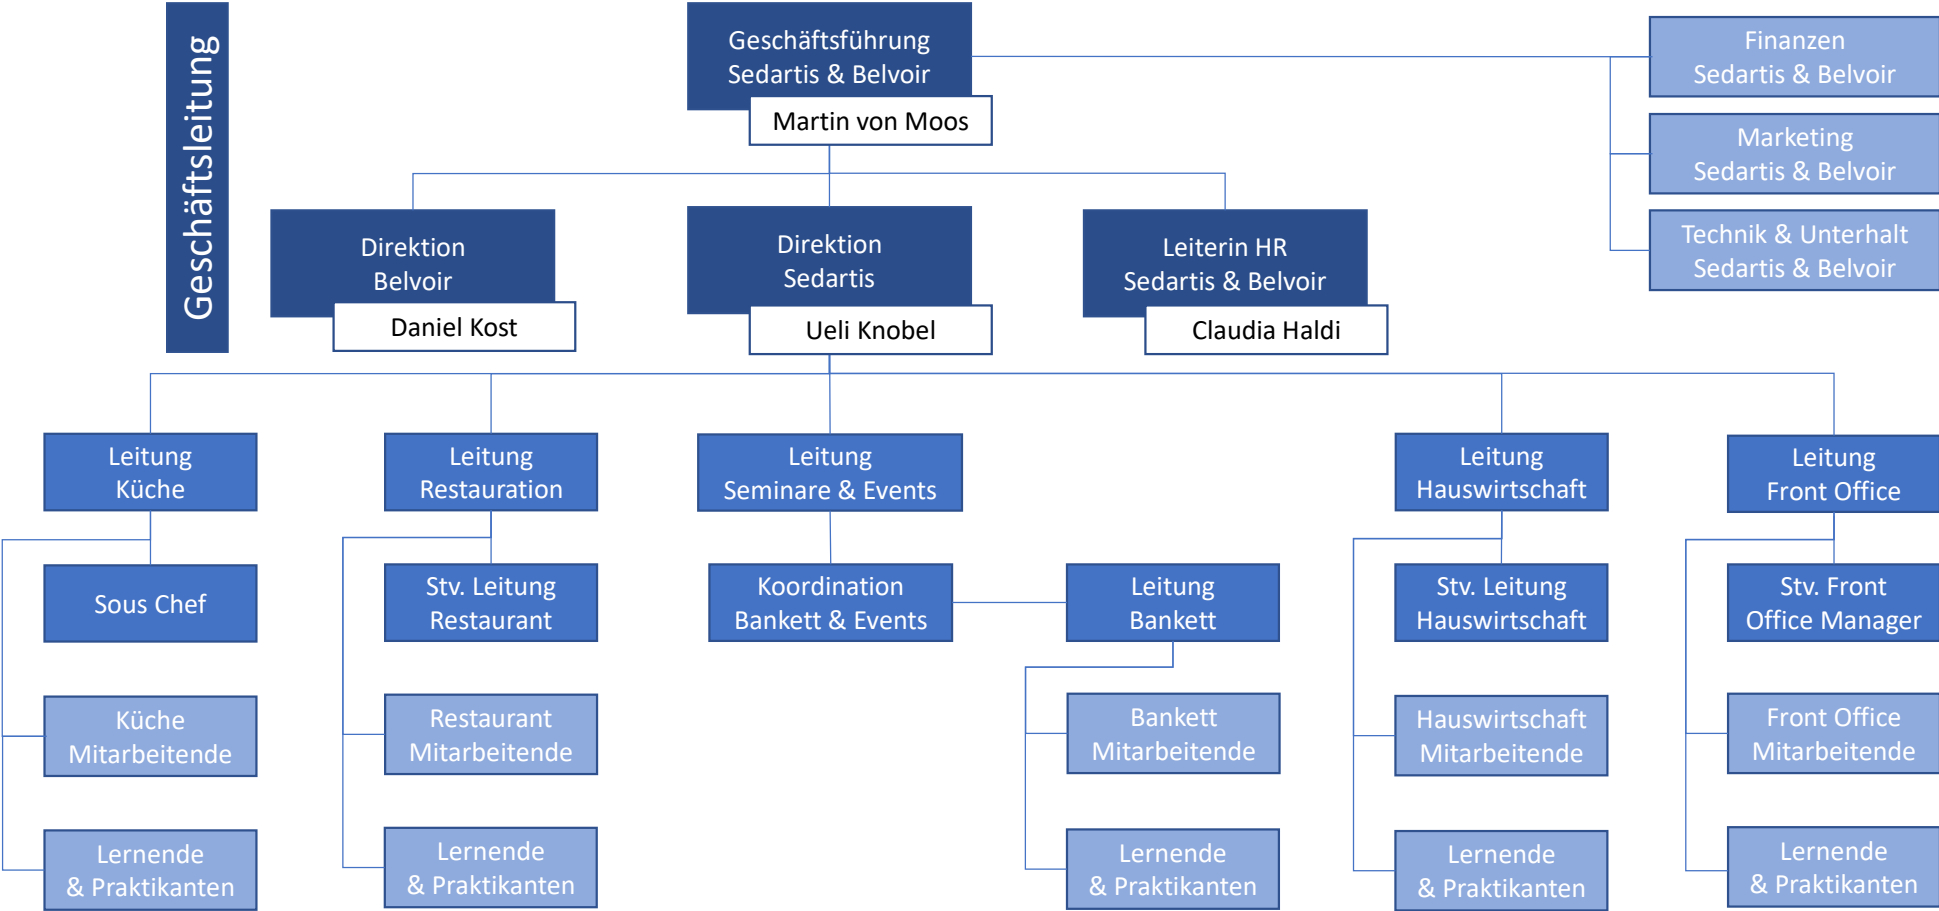 Geschäftsleitung
Geschäftsführung
Sedartis & Belvoir
Martin von Moos
Finanzen
Sedartis & Belvoir
Marketing
Sedartis & Belvoir
Technik & Unterhalt
Sedartis & Belvoir
Direktion
Belvoir
Daniel Kost
Direktion
Sedartis
Ueli Knobel
Leiterin HR
Sedartis & Belvoir
Claudia Haldi
Leitung
Küche
Leitung
Restauration
Leitung
Seminare & Events
Leitung
Hauswirtschaft
Leitung
Front Office
Sous Chef
Stv. Leitung
Restaurant
Koordination
Bankett & Events
Leitung
Bankett
Stv. Leitung
Hauswirtschaft
Stv. Front
Office Manager
Küche
Mitarbeitende
Restaurant
Mitarbeitende
Bankett
Mitarbeitende
Hauswirtschaft
Mitarbeitende
Front Office
Mitarbeitende
Lernende
& Praktikanten
Lernende
& Praktikanten
Lernende
& Praktikanten
Lernende
& Praktikanten
Lernende
& Praktikanten